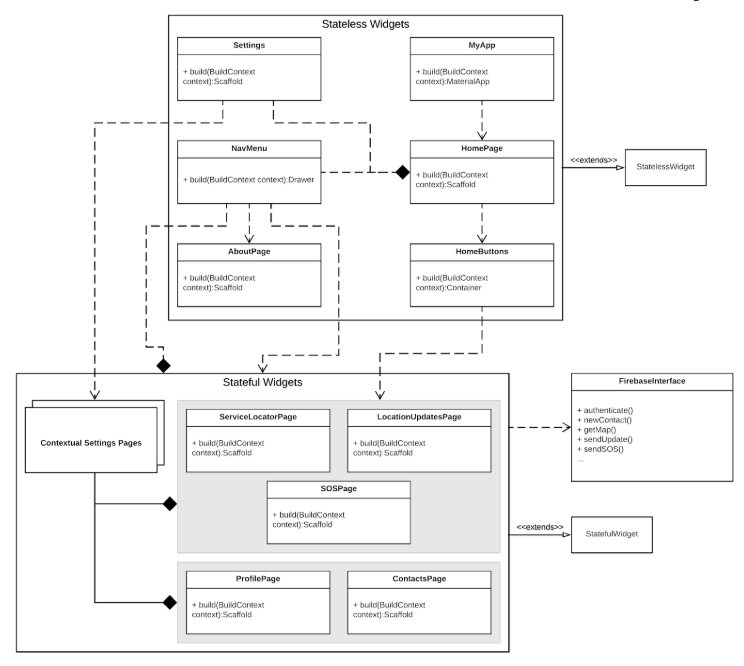 Stateless Widgets
Settings
+ build(BuildContext
context):Scaffold
MyApp
+ build(BuildContext
context):MaterialApp
NavMenu
+ build(BuildContext context):Drawer
HomePage
+ build(BuildContext
context):Scaffold
<<extends>>
StatelessWidget
AboutPage
+ build(BuildContext
context):Scaffold
HomeButtons
+ build(BuildContext
context):Container
Stateful Widgets
Contextual Settings Pages
ServiceLocatorPage
+ build(BuildContext
context):Scaffold
LocationUpdatesPage
+ build(BuildContext
context):Scaffold
SOSPage
+ build(BuildContext
context):Scaffold
FirebaseInterface
+ authenticate()
+ newContact()
+ getMap()
+ sendUpdate()
+ sendSOS()
...
<<extends>>
StatefulWidget
ProfilePage
+ build(BuildContext
context):Scaffold
ContactsPage
+ build(BuildContext
context):Scaffold